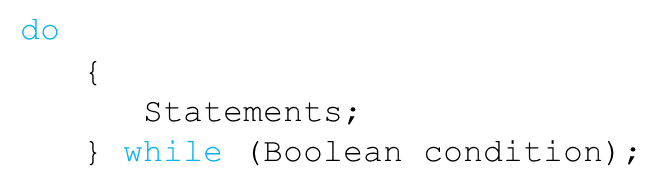 do
{
Statements;
} while (Boolean condition);